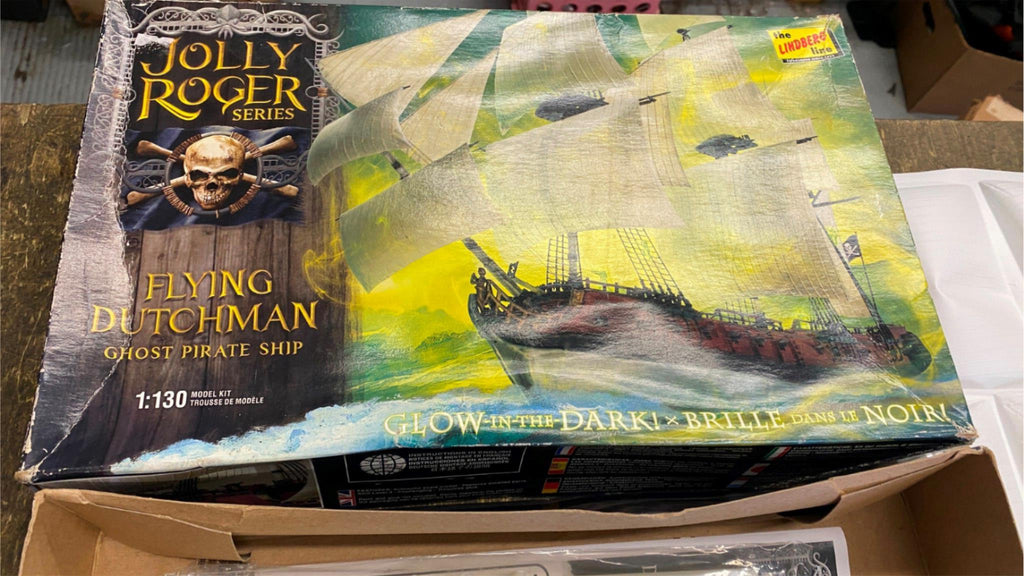 JOLLY
ROGER
SERIES
the
LINDBERG
line
FLYING
DUTCHMAN
GHOST PIRATE SHIP
1:130 MODEL KIT
TROUSSE DE MODÈLE
GLOW-IN-THE-DARK! × BRILLE DANS LE NOIR!